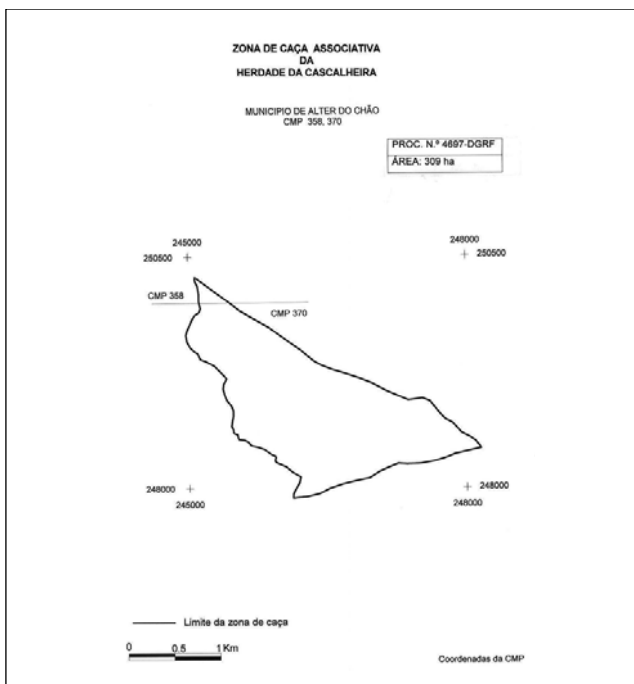 ZONA DE CAÇA ASSOCIATIVA
DA
HERDADE DA CASCALHEIRA
MUNICIPIO DE ALTER DO CHÃO
CMP 358, 370
PROC. N.º 4697-DGRF
ÁREA: 309 ha
245000
250500
248000
250500
CMP 358
CMP 370
248000
245000
248000
248000
Limite da zona de caça
0 0,5 1 Km
Coordenadas da CMP